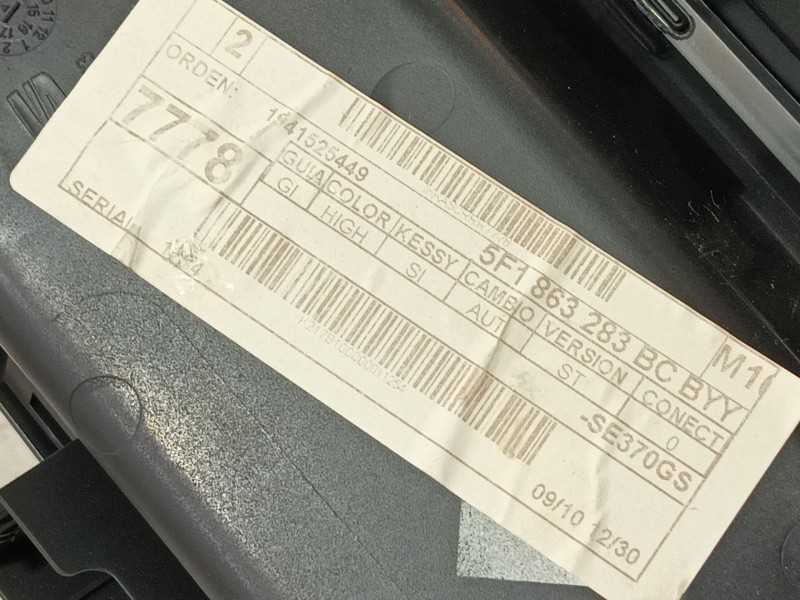 2
ORDEN:
7778
1941525449
5F1 863 283 BC BYY
M1
GUIA COLOR KESSY CAMBIO VERSION CONECT
GI HIGH SI AUT ST 0
SERIAL
-SE370GS
09/10 12/30